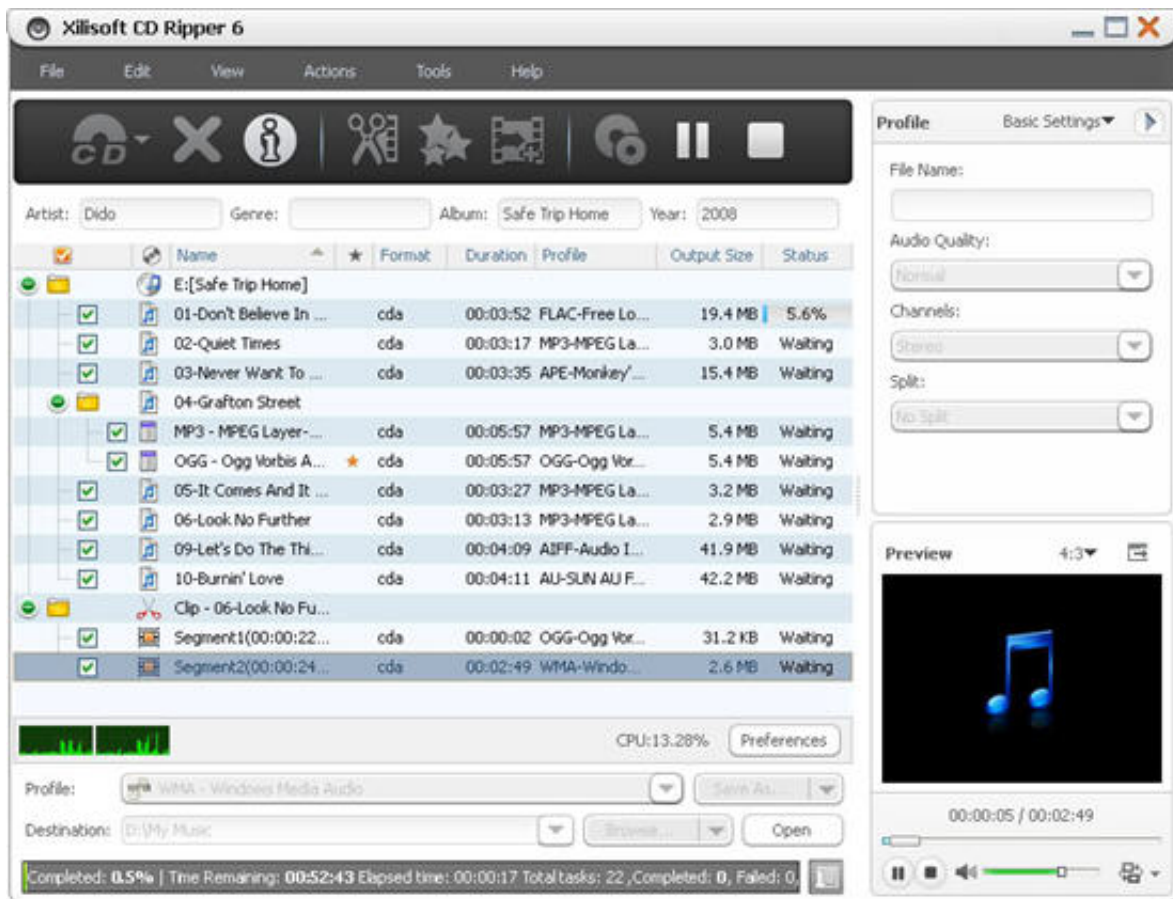 Xilisoft CD Ripper 6
File Edit View Actions Tools Help
CD
Profile Basic Settings
File Name:
Artist: Dido Genre: Album: Safe Trip Home Year: 2008
Audio Quality:
Normal
Name Format Duration Profile Output Size Status
E:[Safe Trip Home]
01-Don't Believe In ... cda 00:03:52 FLAC-Free Lo... 19.4 MB 5.6%
Channels:
Stereo
02-Quiet Times cda 00:03:17 MP3-MPEG La... 3.0 MB Waiting
03-Never Want To ... cda 00:03:35 APE-Monkey'... 15.4 MB Waiting
Split:
No Split
04-Grafton Street
MP3 - MPEG Layer-... cda 00:05:57 MP3-MPEG La... 5.4 MB Waiting
OGG - Ogg Vorbis A... cda 00:05:57 OGG-Ogg Vor... 5.4 MB Waiting
05-It Comes And It ... cda 00:03:27 MP3-MPEG La... 3.2 MB Waiting
06-Look No Further cda 00:03:13 MP3-MPEG La... 2.9 MB Waiting
09-Let's Do The Thi... cda 00:04:09 AIFF-Audio I... 41.9 MB Waiting
10-Burnin' Love cda 00:04:11 AU-SUN AU F... 42.2 MB Waiting
Clip - 06-Look No Fu...
Segment1(00:00:22... cda 00:00:02 OGG-Ogg Vor... 31.2 KB Waiting
Segment2(00:00:24... cda 00:02:49 WMA-Windo... 2.6 MB Waiting
Preview 4:3
CPU:13.28% Preferences
Profile: WMA - Windows Media Audio Save As...
Destination: D:\My Music Browse... Open
00:00:05 / 00:02:49
Completed: 0.5% | Time Remaining: 00:52:43 Elapsed time: 00:00:17 Total tasks: 22 ,Completed: 0, Failed: 0,